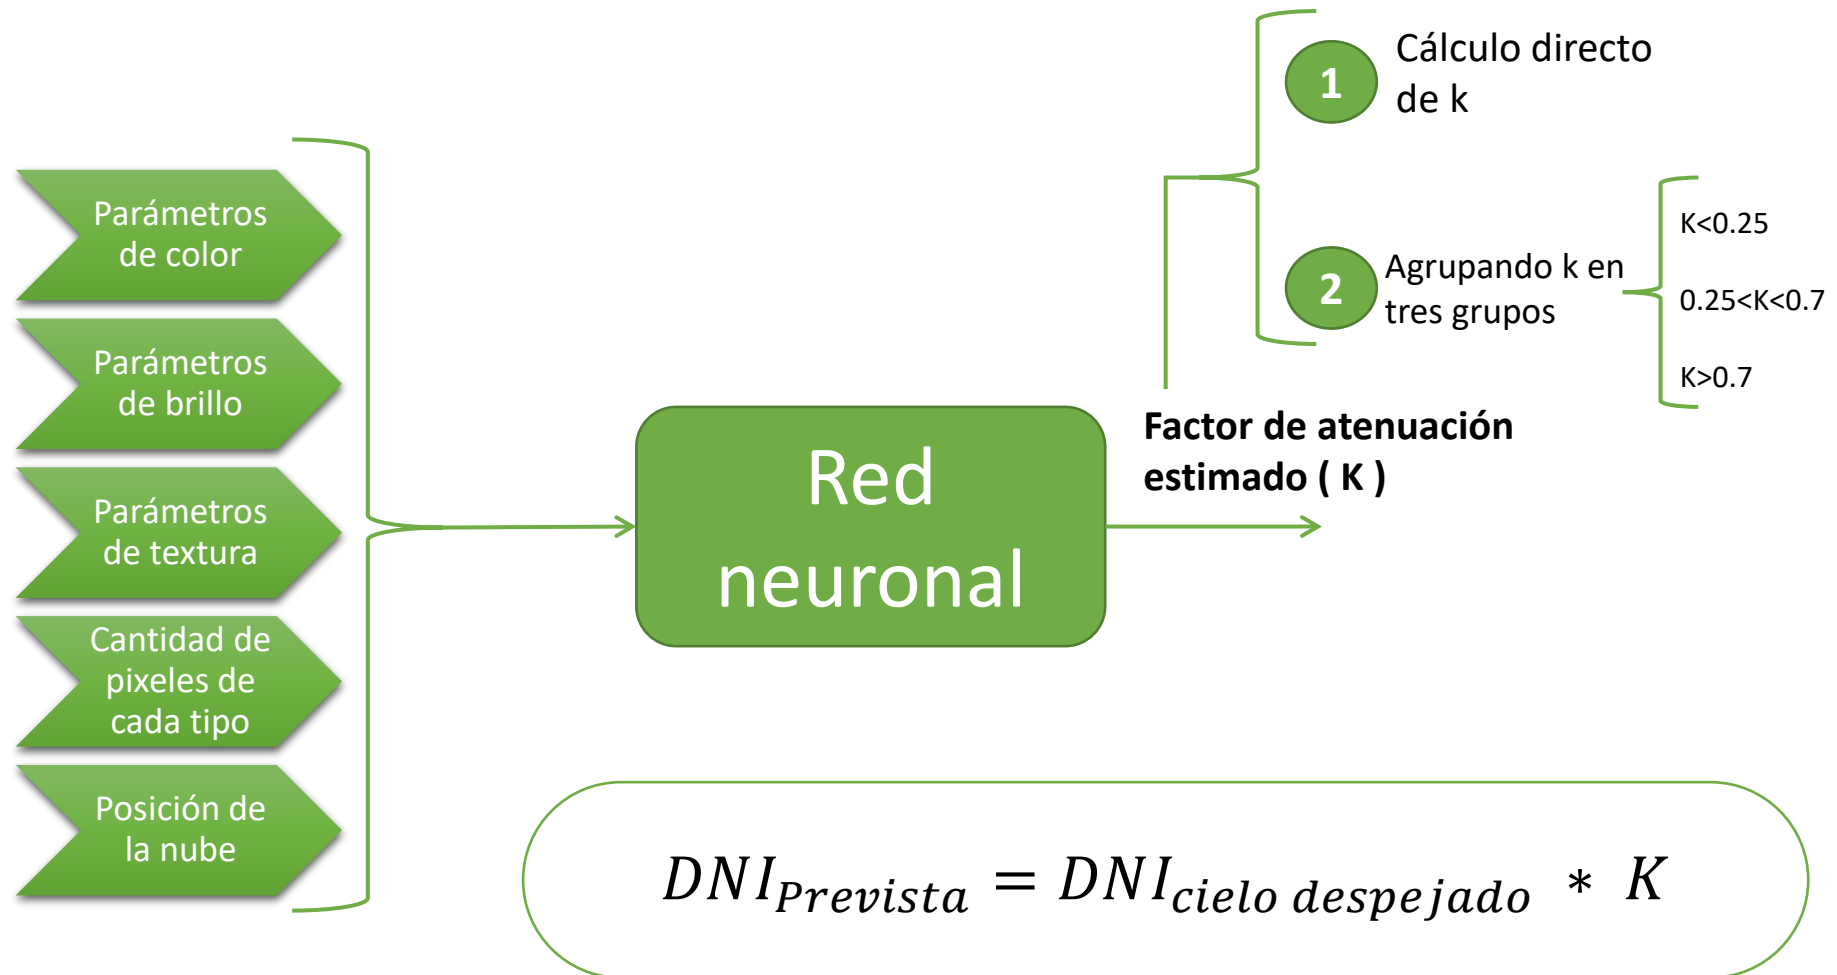 Parámetros
de color
Parámetros
de brillo
Parámetros
de textura
Cantidad de
pixeles de
cada tipo
Posición de
la nube
Red
neuronal
Factor de atenuación
estimado ( K )
1
Cálculo directo
de k
2
Agrupando k en
tres grupos
K<0.25
0.25<K<0.7
K>0.7
DNI_Prevista = DNI_cielo despejado * K